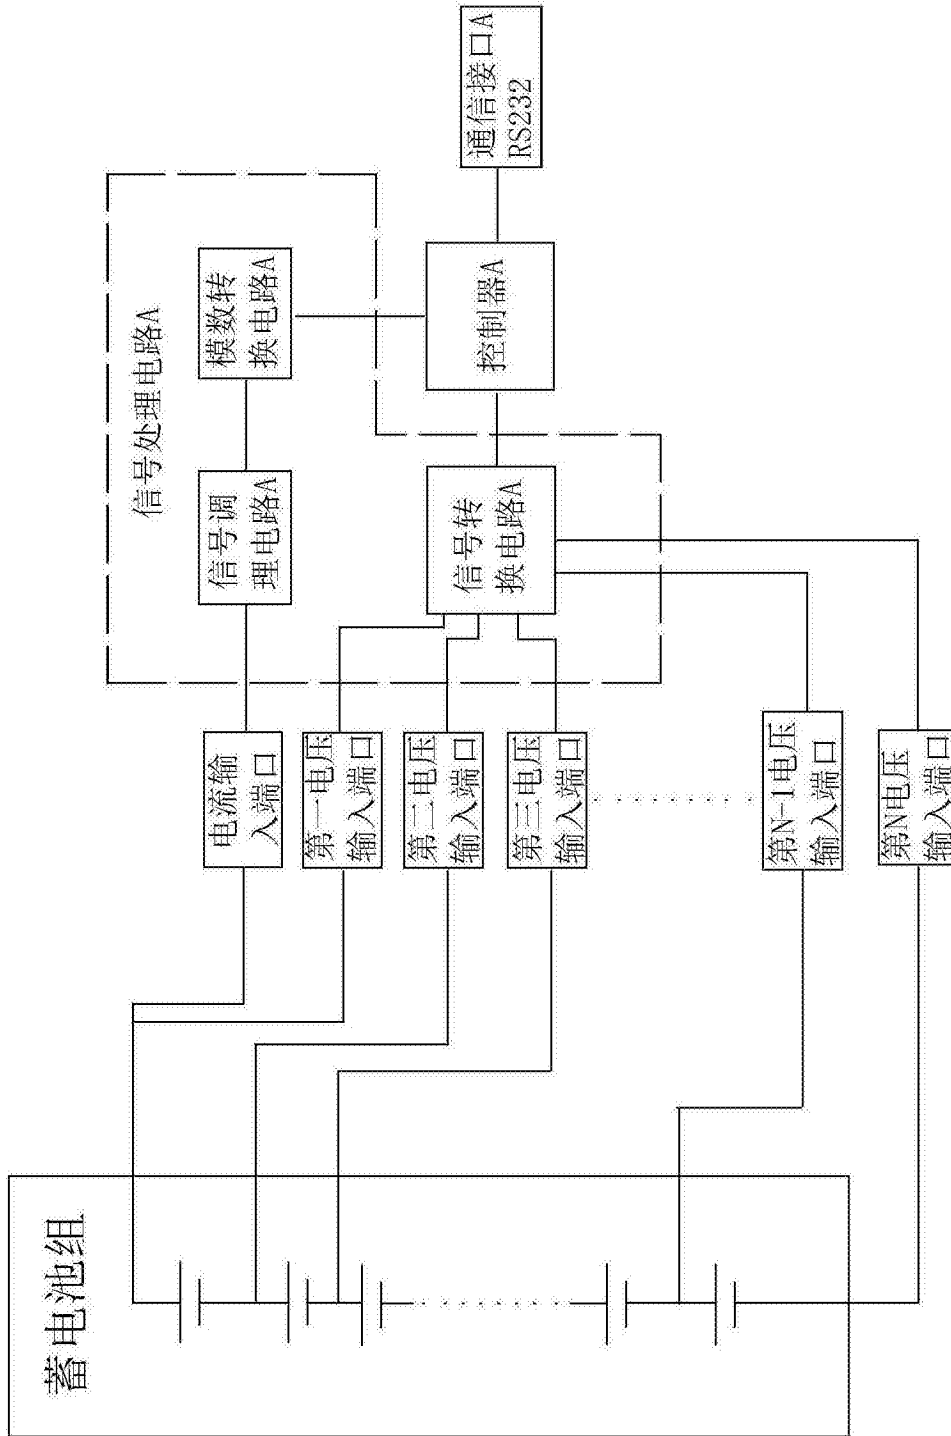 蓄电池组
电流输
入端口
第一电压
输入端口
第二电压
输入端口
第三电压
输入端口
第N-1电压
输入端口
第N电压
输入端口
信号处理电路A
信号调
理电路A
模数转
换电路A
信号转
换电路A
控制器A
通信接口A
RS232